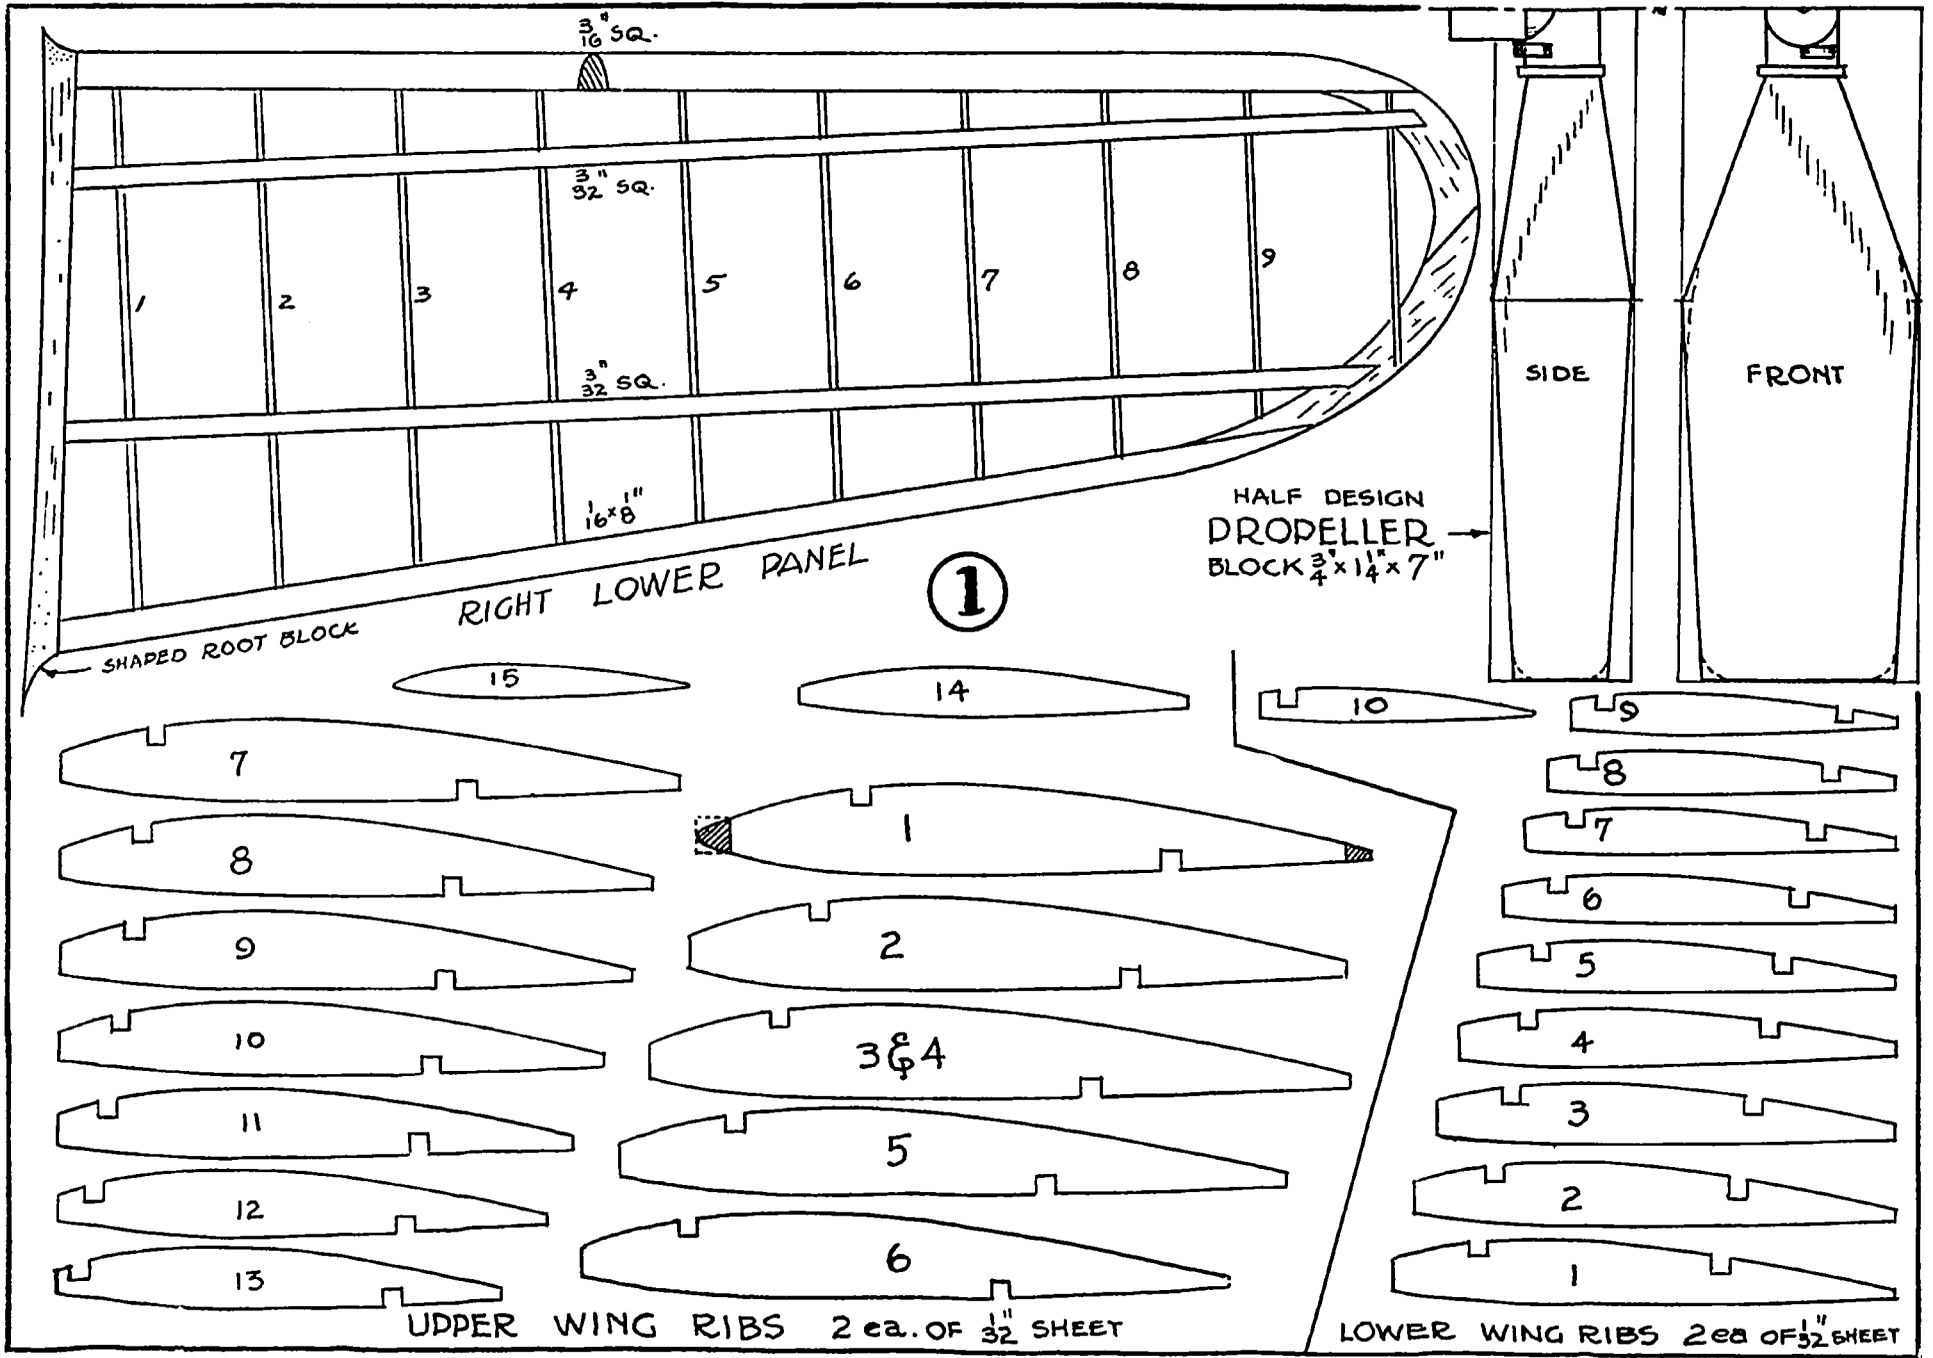 3/16" SQ.
3/32" SQ.
1 2 3 4 5 6 7 8 9
3/32" SQ.
1/16 x 1/8"
RIGHT LOWER PANEL
SHAPED ROOT BLOCK
1
SIDE
FRONT
HALF DESIGN
PROPELLER
BLOCK 3/4" x 1 1/4" x 7"
15
14
7
8
9
10
11
12
13
1
2
3 & 4
5
6
UPPER WING RIBS 2 ea. OF 1/32" SHEET
10
9
8
7
6
5
4
3
2
1
LOWER WING RIBS 2 ea OF 1/32" SHEET